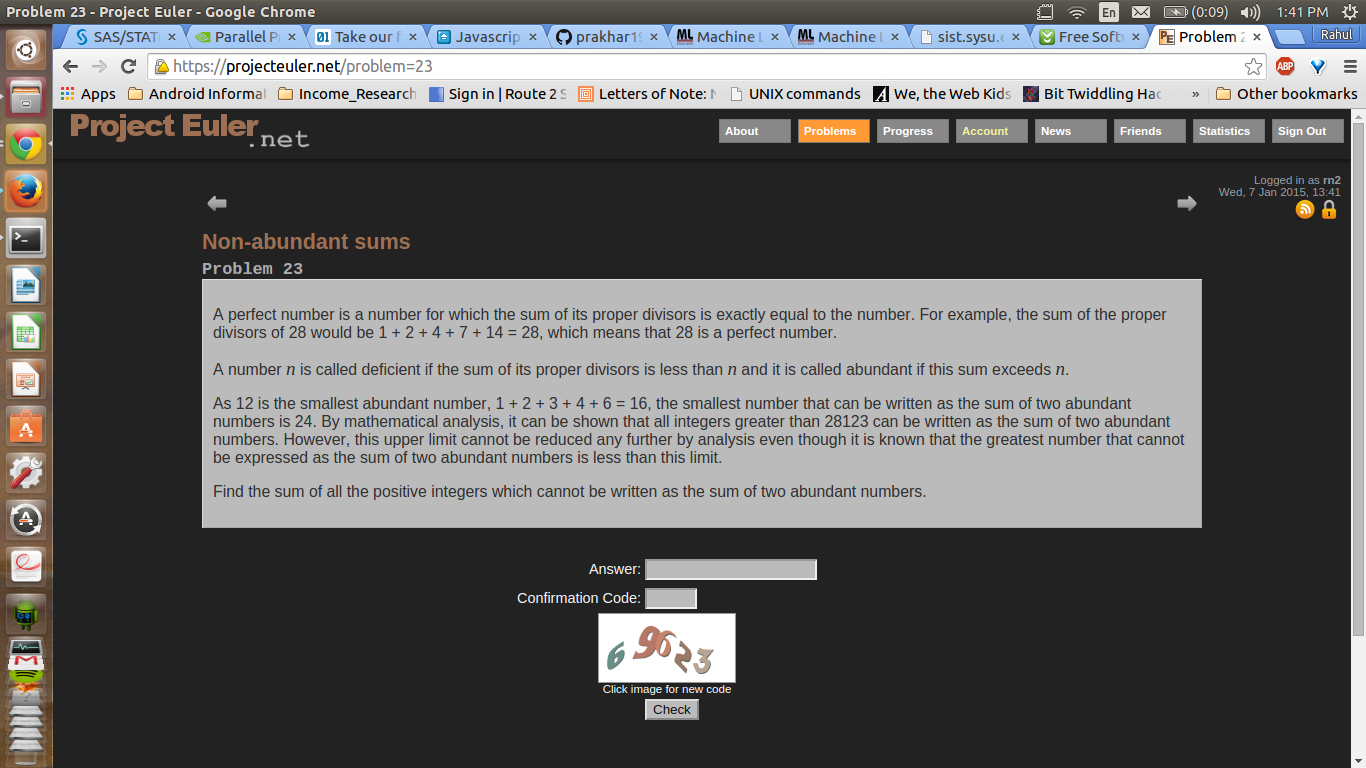 Problem 23 - Project Euler - Google Chrome
En (0:09) 1:41 PM
SAS/STAT Parallel P 01 Take our f Javascrip prakhar19 ML Machine L ML Machine L sist.sysu.e Free Soft PE Problem 2 Rahul
https://projecteuler.net/problem=23 ABP
Apps Android Informat Income_Research Sign in | Route 2 S Letters of Note: N UNIX commands We, the Web Kids Bit Twiddling Hac » Other bookmarks
Project Euler.net
About Problems Progress Account News Friends Statistics Sign Out
Logged in as rn2
Wed, 7 Jan 2015, 13:41
Non-abundant sums
Problem 23
A perfect number is a number for which the sum of its proper divisors is exactly equal to the number. For example, the sum of the proper
divisors of 28 would be 1 + 2 + 4 + 7 + 14 = 28, which means that 28 is a perfect number.
A number n is called deficient if the sum of its proper divisors is less than n and it is called abundant if this sum exceeds n.
As 12 is the smallest abundant number, 1 + 2 + 3 + 4 + 6 = 16, the smallest number that can be written as the sum of two abundant
numbers is 24. By mathematical analysis, it can be shown that all integers greater than 28123 can be written as the sum of two abundant
numbers. However, this upper limit cannot be reduced any further by analysis even though it is known that the greatest number that cannot
be expressed as the sum of two abundant numbers is less than this limit.
Find the sum of all the positive integers which cannot be written as the sum of two abundant numbers.
Answer:
Confirmation Code:
69623
Click image for new code
Check